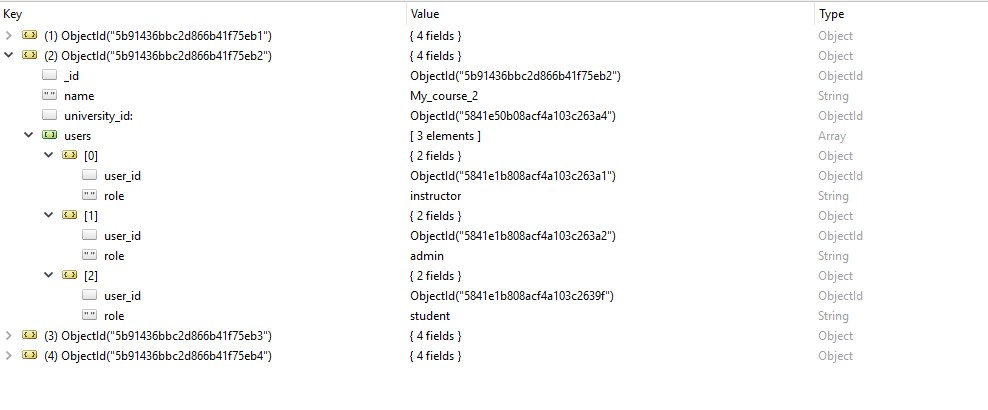 Key Value Type
(1) ObjectId("5b91436bbc2d866b41f75eb1") { 4 fields } Object
(2) ObjectId("5b91436bbc2d866b41f75eb2") { 4 fields } Object
_id ObjectId("5b91436bbc2d866b41f75eb2") ObjectId
" " name My_course_2 String
university_id: ObjectId("5841e50b08acf4a103c263a4") ObjectId
users [ 3 elements ] Array
[0] { 2 fields } Object
user_id ObjectId("5841e1b808acf4a103c263a1") ObjectId
" " role instructor String
[1] { 2 fields } Object
user_id ObjectId("5841e1b808acf4a103c263a2") ObjectId
" " role admin String
[2] { 2 fields } Object
user_id ObjectId("5841e1b808acf4a103c2639f") ObjectId
" " role student String
(3) ObjectId("5b91436bbc2d866b41f75eb3") { 4 fields } Object
(4) ObjectId("5b91436bbc2d866b41f75eb4") { 4 fields } Object